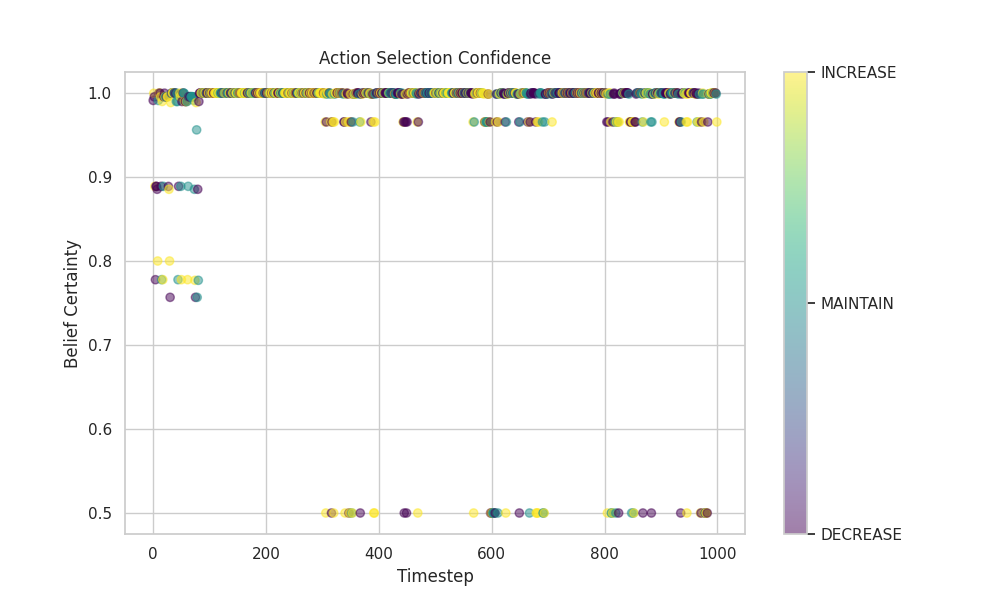 Action Selection Confidence
INCREASE
1.0
0.9
0.8
Belief Certainty
0.7
MAINTAIN
0.6
0.5
DECREASE
0
200
400
600
800
1000
Timestep